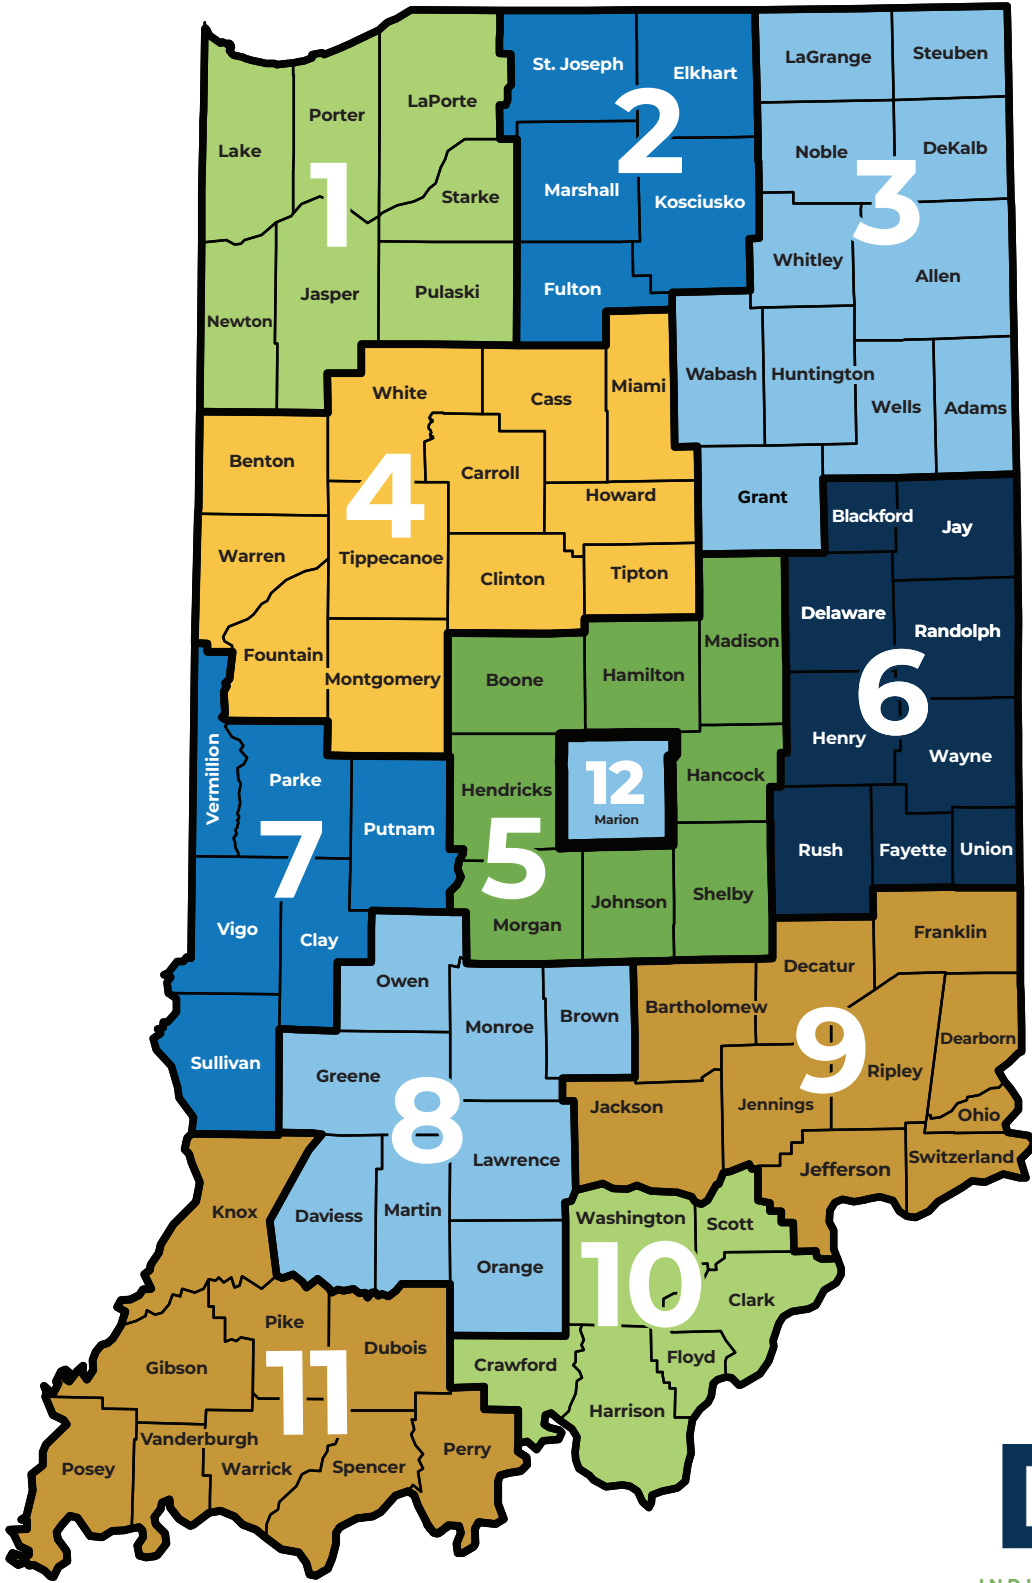 LaGrange
Steuben
St. Joseph
Elkhart
LaPorte
Porter
Lake
2
Noble
DeKalb
1
3
Marshall
Kosciusko
Starke
Whitley
Allen
Fulton
Pulaski
Jasper
Newton
Wabash
Huntington
Miami
White
Cass
Wells
Adams
Benton
Carroll
4
Howard
Grant
Blackford
Jay
Warren
Tippecanoe
Clinton
Tipton
Delaware
Randolph
Madison
Fountain
Montgomery
Boone
Hamilton
6
Henry
Wayne
Vermillion
Parke
Hendricks
12
Marion
Hancock
Putnam
7
5
Rush
Fayette
Union
Shelby
Johnson
Morgan
Vigo
Clay
Franklin
Decatur
Owen
Bartholomew
Brown
Monroe
9
Dearborn
Sullivan
Greene
Ripley
Jackson
Jennings
Ohio
8
Lawrence
Jefferson
Switzerland
Knox
Daviess
Martin
Washington
Scott
Orange
10
Clark
Pike
Dubois
Gibson
11
Crawford
Floyd
Harrison
Vanderburgh
Posey
Warrick
Spencer
Perry